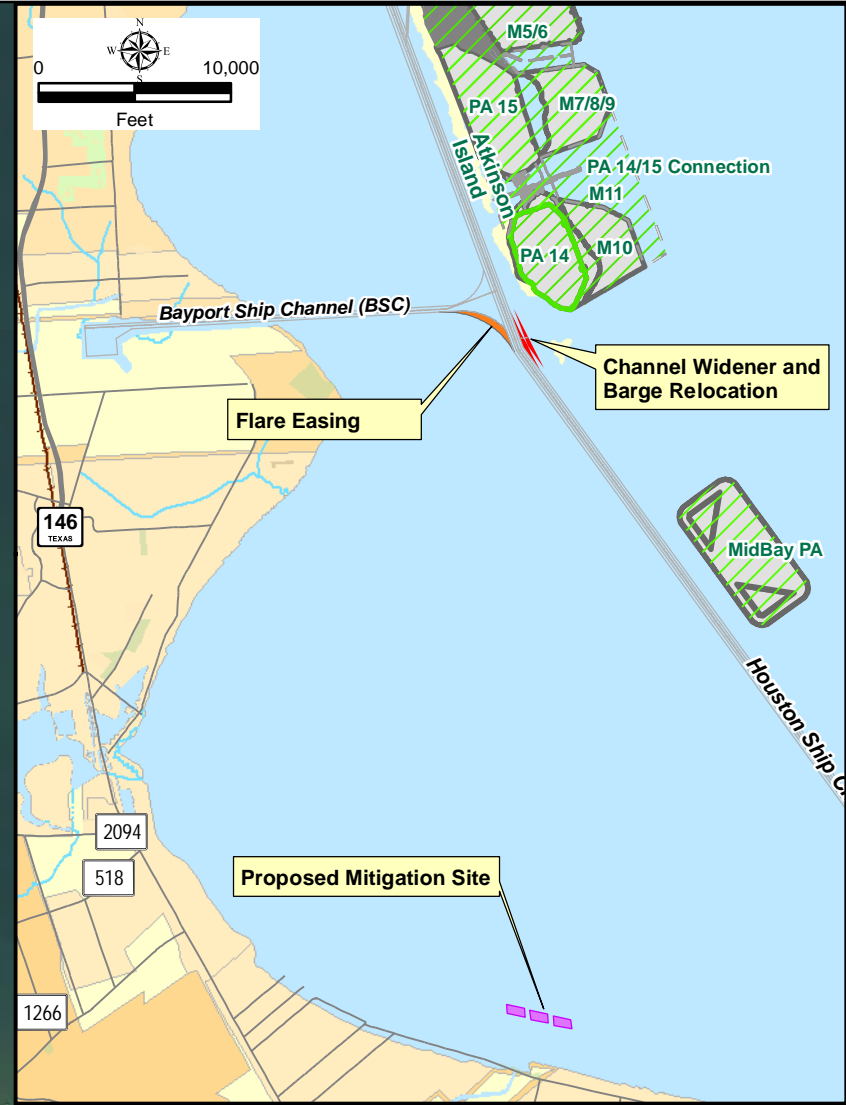 N
W E
S
0 10,000
Feet
M5/6
PA 15
M7/8/9
Atkinson
Island
PA 14/15 Connection
M11
M10
PA 14
Bayport Ship Channel (BSC)
Channel Widener and
Barge Relocation
Flare Easing
146
TEXAS
MidBay PA
Houston Ship C
2094
518
Proposed Mitigation Site
1266